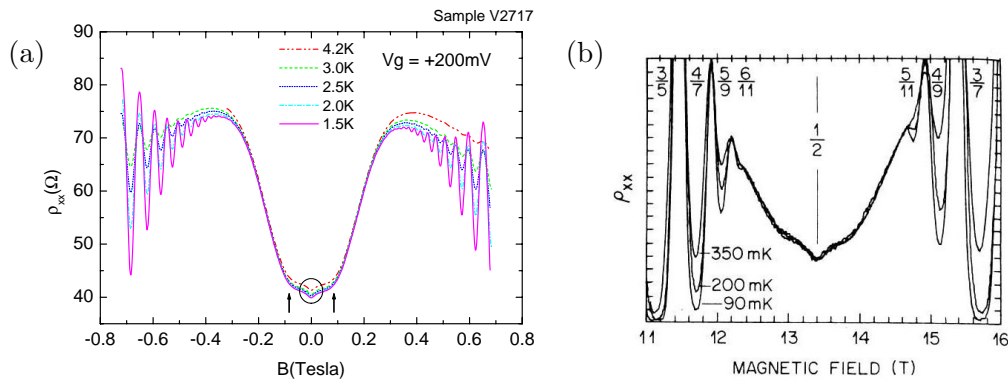 Sample V2717
(a)
4.2K
3.0K
2.5K
2.0K
1.5K
Vg = +200mV
ρxx(Ω)
90
80
70
60
50
40
-0.8 -0.6 -0.4 -0.2 0.0 0.2 0.4 0.6 0.8
B(Tesla)
(b)
3/5 4/7 5/9 6/11 1/2 5/11 4/9 3/7
ρxx
350 mK
200 mK
90mK
11 12 13 14 15 16
MAGNETIC FIELD (T)